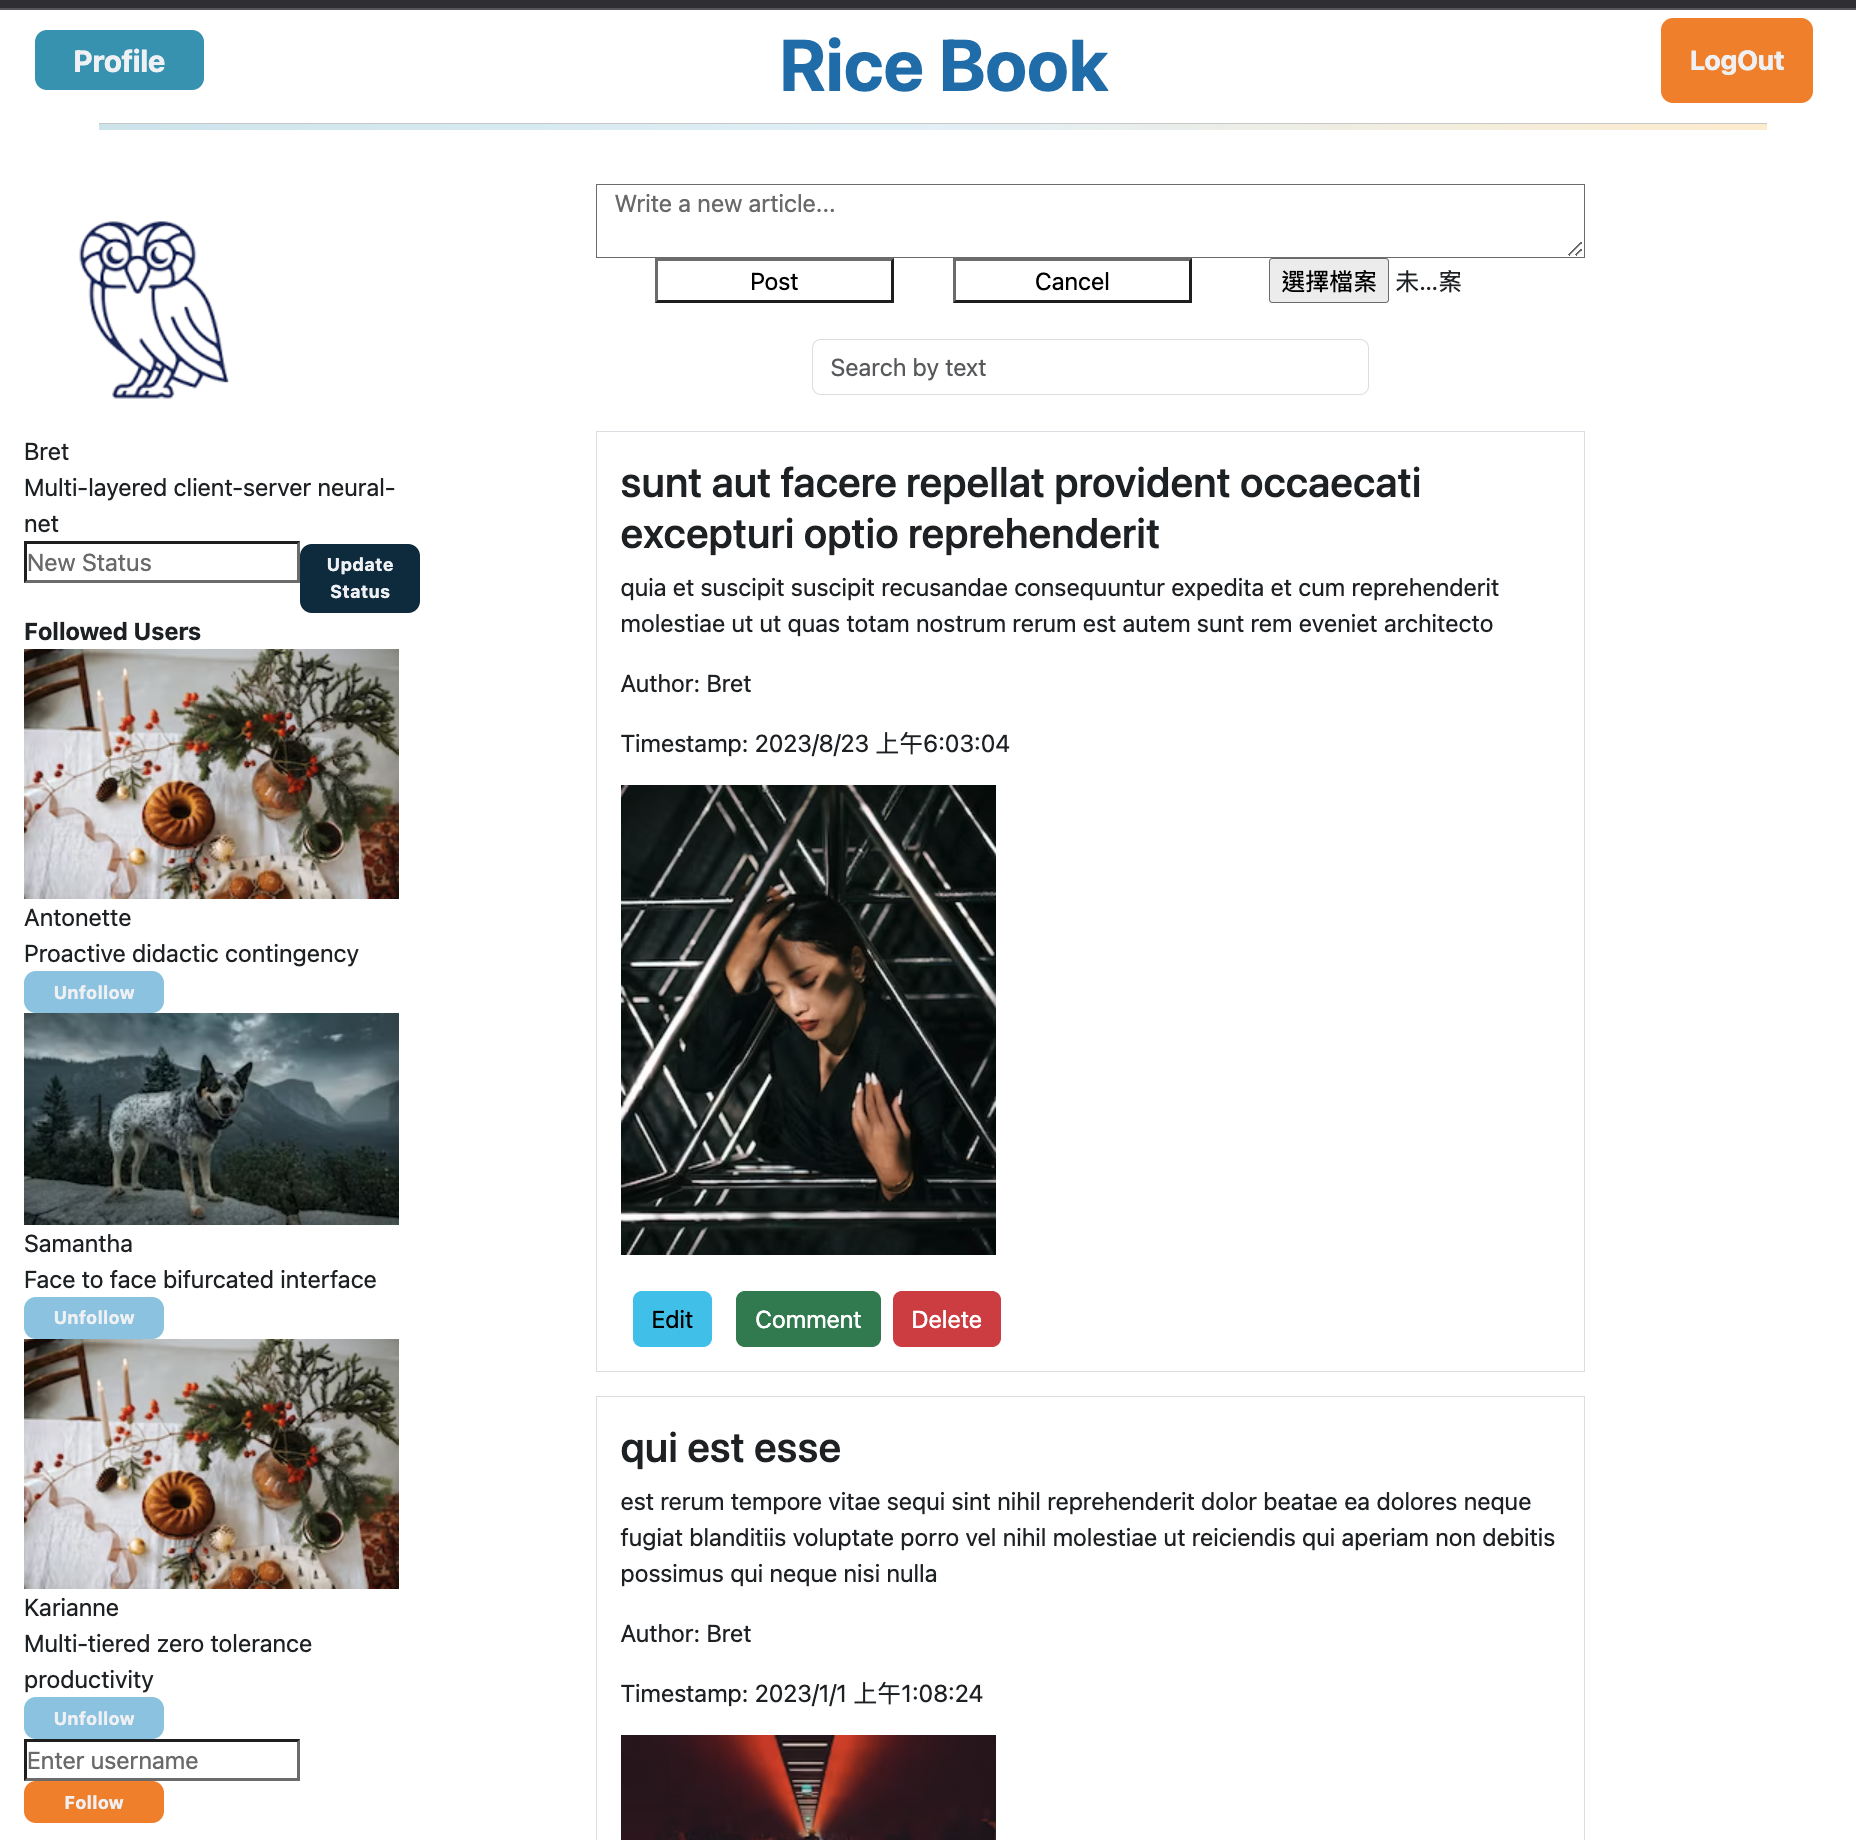 Profile
Rice Book
LogOut
Write a new article...
Post
Cancel
選擇檔案 未...案
Search by text
Bret
Multi-layered client-server neural-
net
New Status
Update
Status
Followed Users
Antonette
Proactive didactic contingency
Unfollow
Samantha
Face to face bifurcated interface
Unfollow
Karianne
Multi-tiered zero tolerance
productivity
Unfollow
Enter username
Follow
sunt aut facere repellat provident occaecati
excepturi optio reprehenderit
quia et suscipit suscipit recusandae consequuntur expedita et cum reprehenderit
molestiae ut ut quas totam nostrum rerum est autem sunt rem eveniet architecto
Author: Bret
Timestamp: 2023/8/23 上午6:03:04
Edit
Comment
Delete
qui est esse
est rerum tempore vitae sequi sint nihil reprehenderit dolor beatae ea dolores neque
fugiat blanditiis voluptate porro vel nihil molestiae ut reiciendis qui aperiam non debitis
possimus qui neque nisi nulla
Author: Bret
Timestamp: 2023/1/1 上午1:08:24